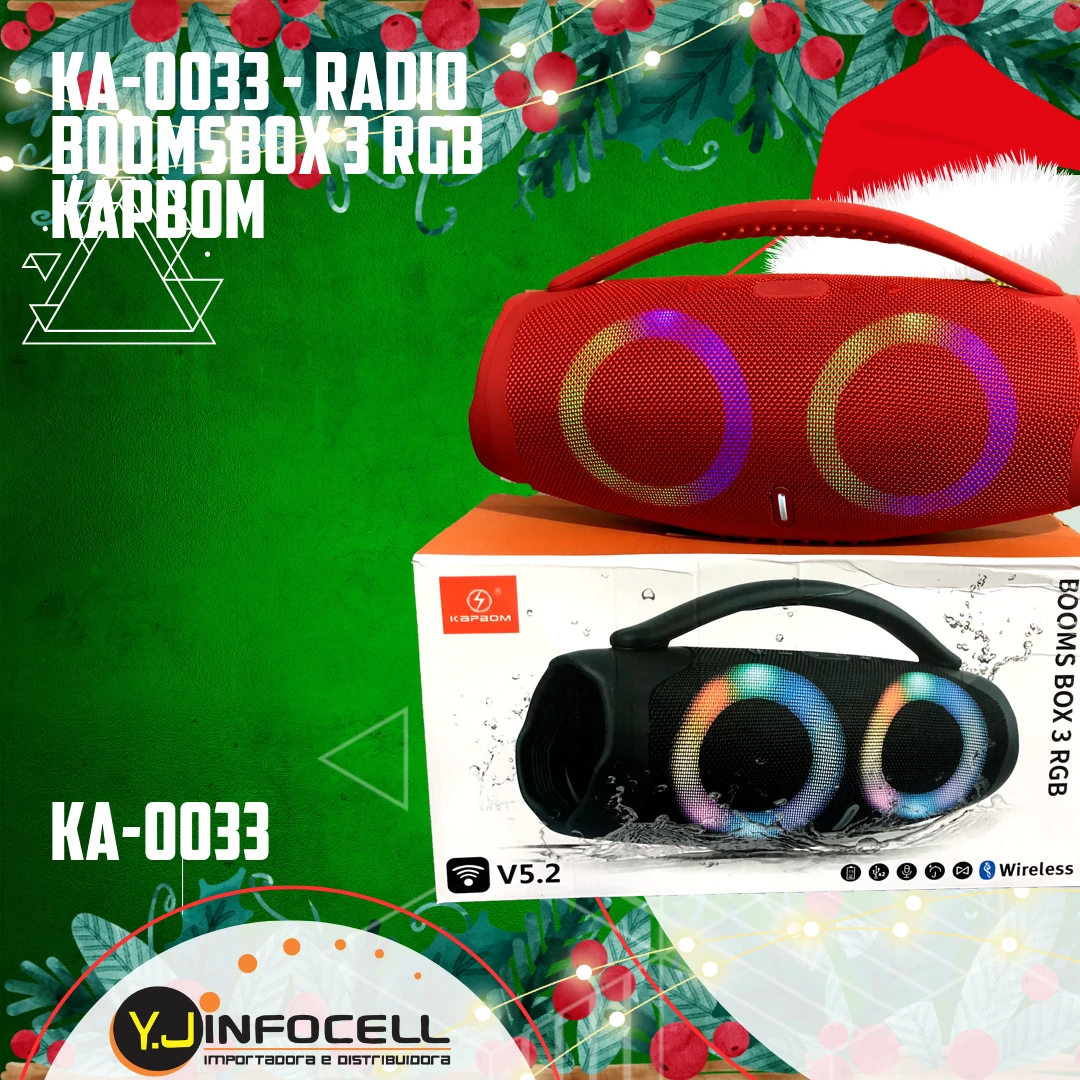 KA-0033 - RADIO
BOOMSBOX 3 RGB
KAPBOM
KAPBOM
BOOMS BOX 3 RGB
V5.2
x2
Wireless
KA-0033
Y.J INFOCELL
IMPORTADORA E DISTRIBUIDORA